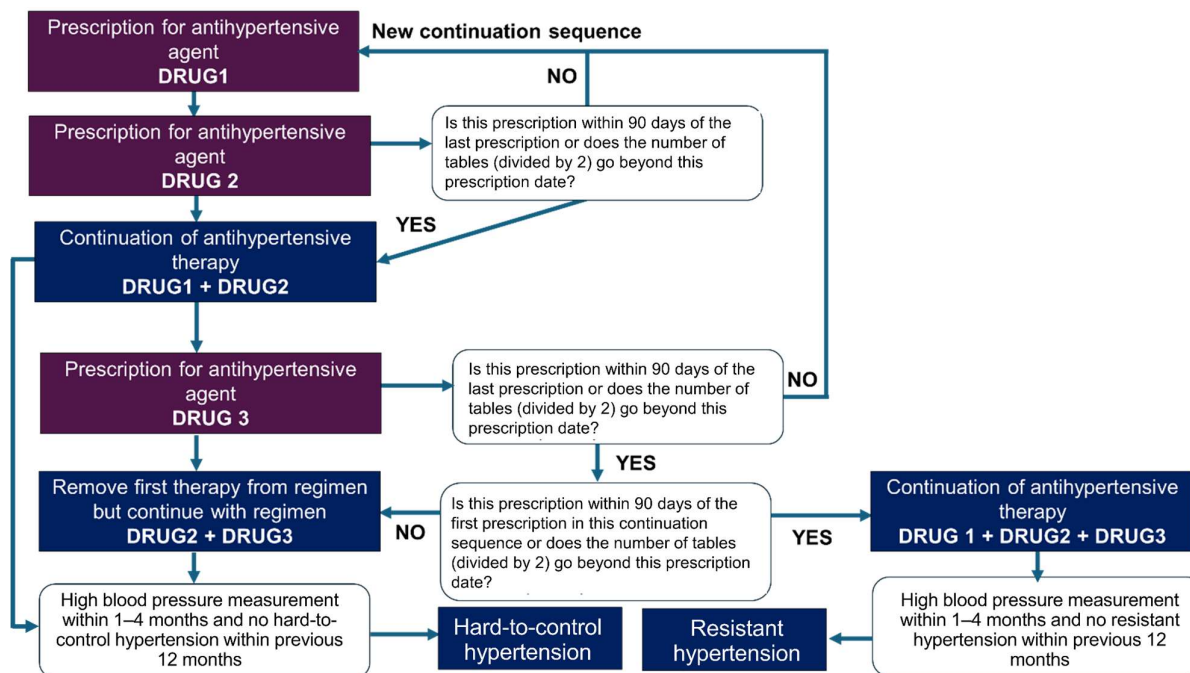 Prescription for antihypertensive
agent
DRUG1
New continuation sequence
NO
Prescription for antihypertensive
agent
DRUG 2
Is this prescription within 90 days of the
last prescription or does the number of
tables (divided by 2) go beyond this
prescription date?
YES
Continuation of antihypertensive
therapy
DRUG1 + DRUG2
Prescription for antihypertensive
agent
DRUG 3
Is this prescription within 90 days of the
last prescription or does the number of
tables (divided by 2) go beyond this
prescription date?
NO
YES
Remove first therapy from regimen
but continue with regimen
DRUG2 + DRUG3
NO
Is this prescription within 90 days of the
first prescription in this continuation
sequence or does the number of tables
(divided by 2) go beyond this prescription
date?
YES
Continuation of antihypertensive
therapy
DRUG 1 + DRUG2 + DRUG3
High blood pressure measurement
within 1–4 months and no hard-to-
control hypertension within previous
12 months
Hard-to-control
hypertension
Resistant
hypertension
High blood pressure measurement
within 1–4 months and no resistant
hypertension within previous 12
months